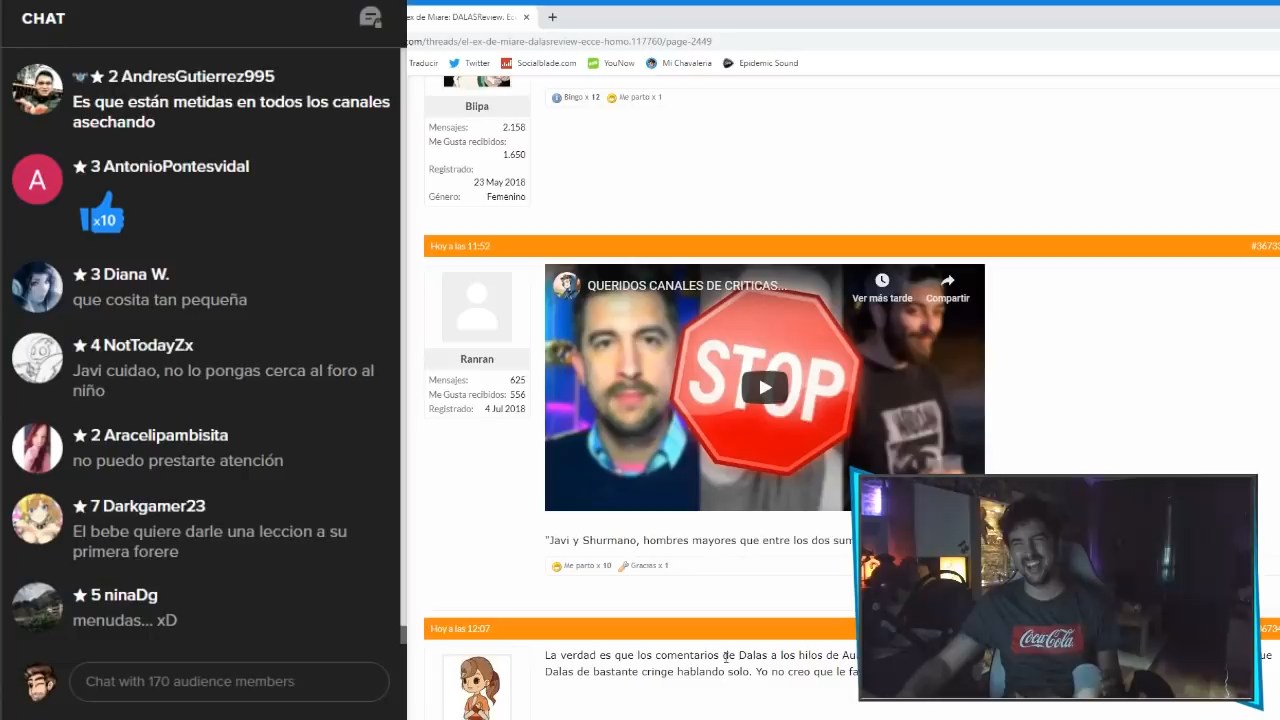 CHAT
2 AndresGutierrez995
Es que están metidas en todos los canales
asechando
3 AntonioPontesvidal
A
x10
3 Diana W.
que cosita tan pequeña
4 NotTodayZx
Javi cuidao, no lo pongas cerca al foro al
niño
2 Aracelipambisita
no puedo prestarte atención
7 Darkgamer23
El bebe quiere darle una leccion a su
primera forere
5 ninaDg
menudas... xD
Chat with 170 audience members
ex de Miare: DALASReview. Ec
com/threads/el-ex-de-miare-dalasreview-ecce-homo.117760/page-2449
Traducir
Twitter
Socialblade.com
YouNow
Mi Chavaleria
Epidemic Sound
Bingo x 12
Me parto x 1
Mensajes: 2.158
Me Gusta recibidos:
1.650
Registrado:
23 May 2018
Género: Femenino
Hoy a las 11:52
#36733
Ranran
Mensajes: 625
Me Gusta recibidos: 556
Registrado: 4 Jul 2018
QUERIDOS CANALES DE CRITICAS...
Ver más tarde
Compartir
STOP
"Javi y Shurmano, hombres mayores que entre los dos sum
Me parto x 10
Gracias x 1
Hoy a las 12:07
#36734
La verdad es que los comentarios de Dalas a los hilos de Au
que
Dalas de bastante cringe hablando solo. Yo no creo que le fa
Coca-Cola